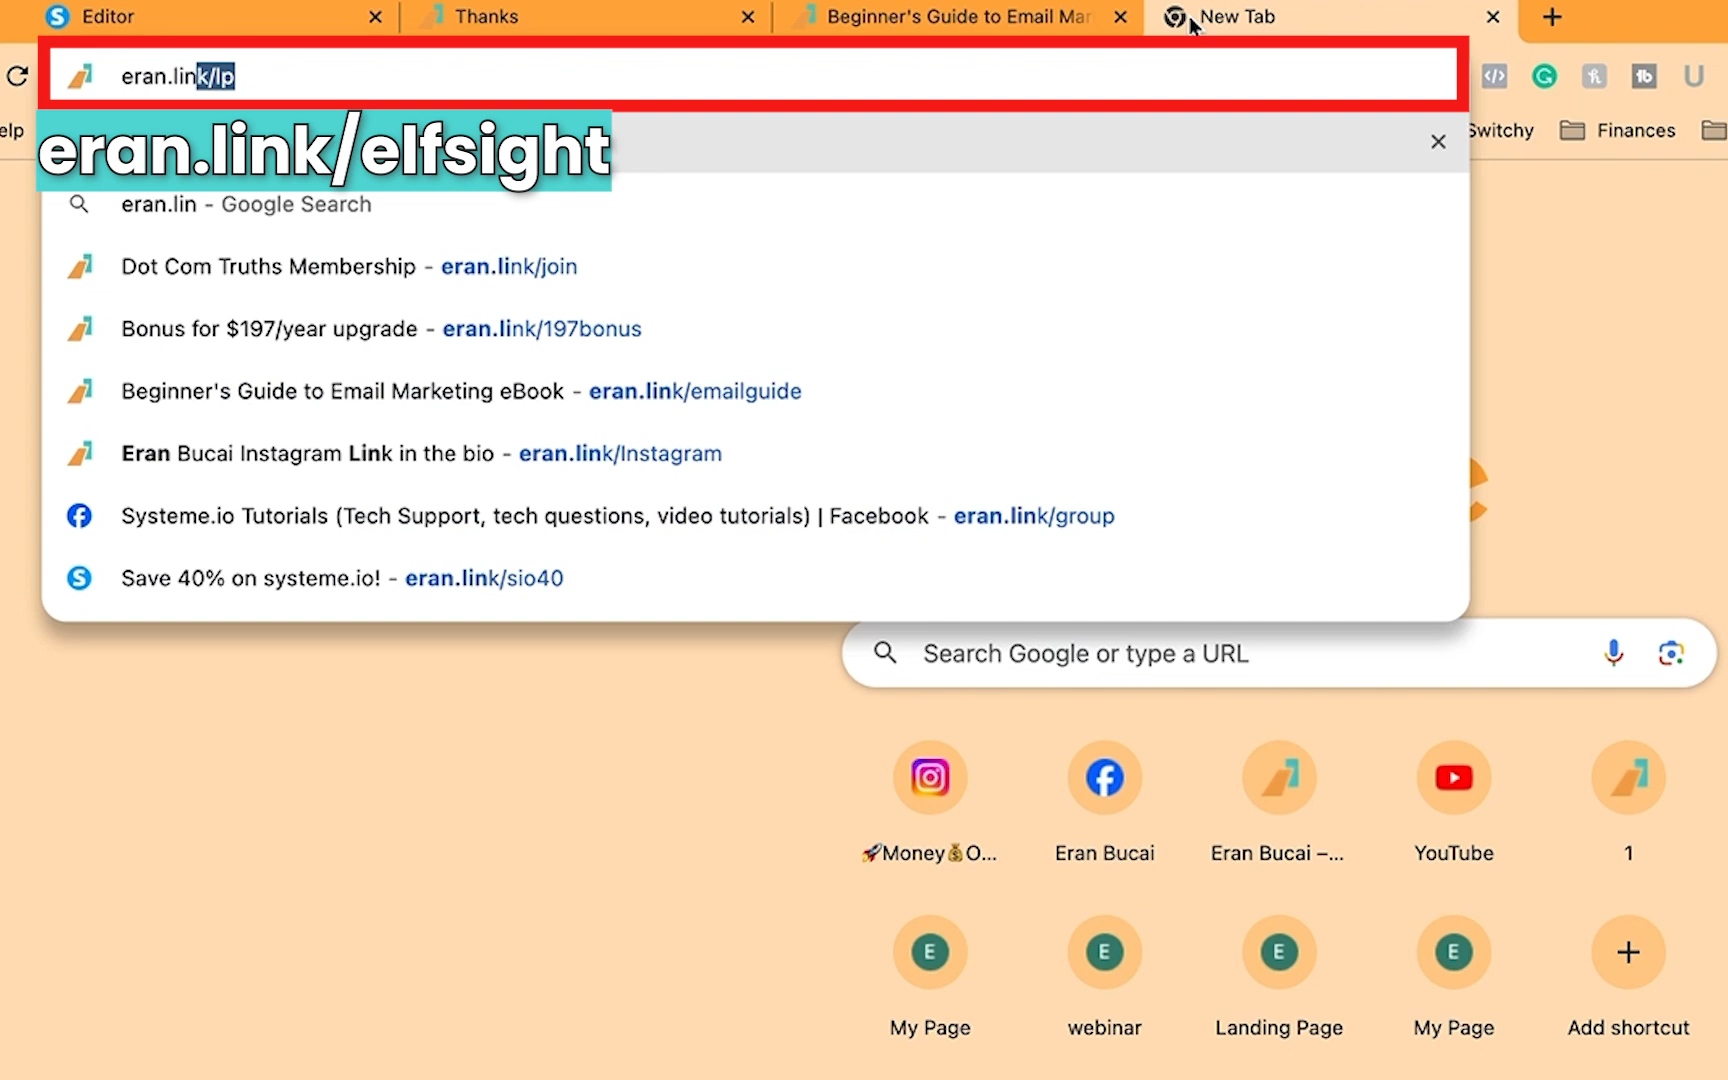 Editor
Thanks
Beginner's Guide to Email Mar
New Tab
eran.link/lp
elp
Switchy
Finances
eran.link/elfsight
eran.lin - Google Search
Dot Com Truths Membership - eran.link/join
Bonus for $197/year upgrade - eran.link/197bonus
Beginner's Guide to Email Marketing eBook - eran.link/emailguide
Eran Bucai Instagram Link in the bio - eran.link/Instagram
Systeme.io Tutorials (Tech Support, tech questions, video tutorials) | Facebook - eran.link/group
Save 40% on systeme.io! - eran.link/sio40
Search Google or type a URL
🚀Money💰O...
Eran Bucai
Eran Bucai –...
YouTube
1
E
E
E
E
My Page
webinar
Landing Page
My Page
Add shortcut